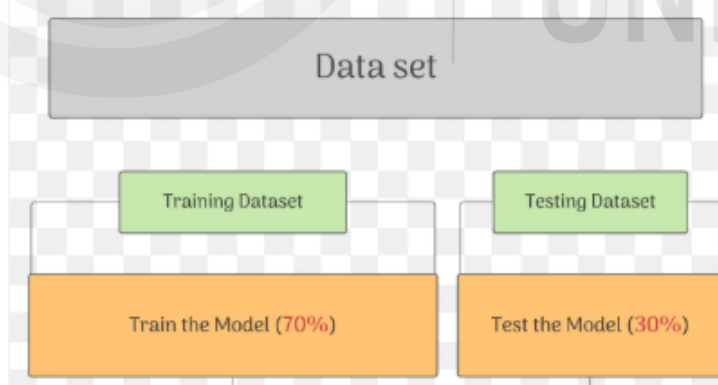 Data set
Training Dataset
Testing Dataset
Train the Model (70%)
Test the Model (30%)